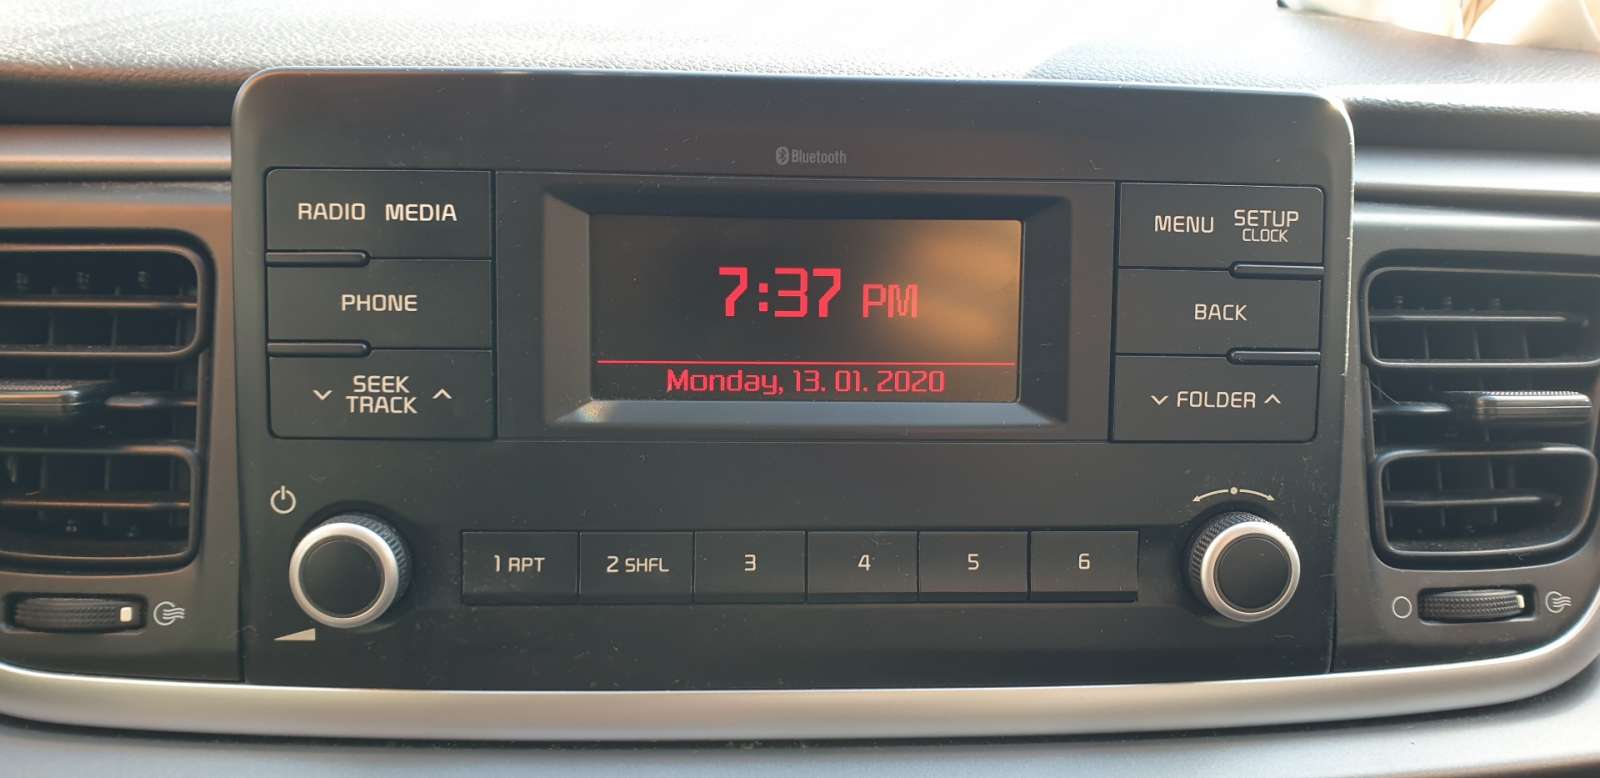 Bluetooth
RADIO MEDIA
PHONE
SEEK
TRACK
7:37 PM
Monday, 13. 01. 2020
MENU SETUP
CLOCK
BACK
FOLDER
1 RPT
2 SHFL
3
4
5
6